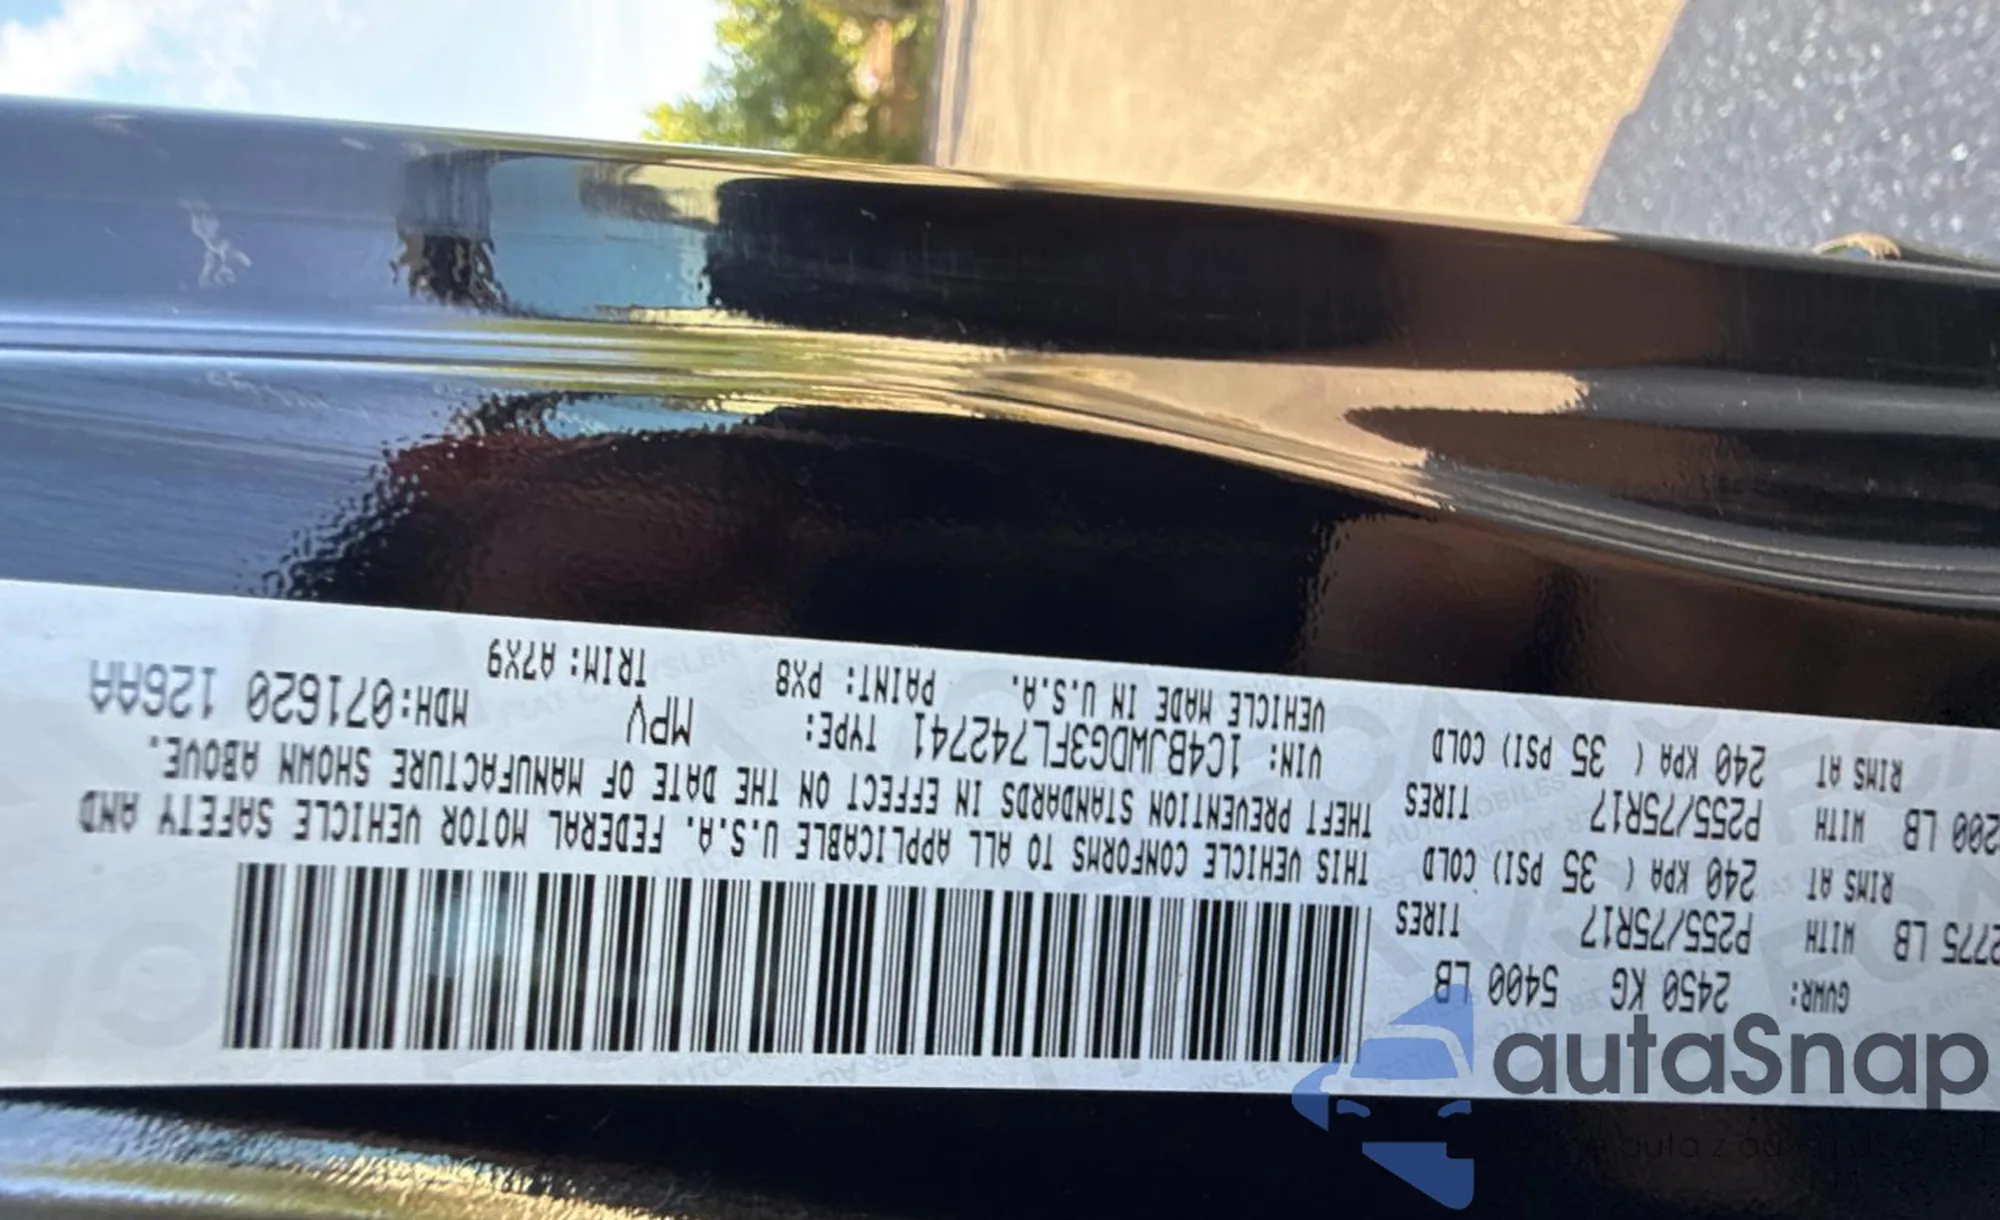 GVWR: 2450 KG 5400 LB
2775 LB WITH P255/75R17 TIRES
RIMS AT 240 KPA ( 35 PSI) COLD
200 LB WITH P255/75R17 TIRES
RIMS AT 240 KPA ( 35 PSI) COLD
THIS VEHICLE CONFORMS TO ALL APPLICABLE U.S.A. FEDERAL MOTOR VEHICLE SAFETY AND
THEFT PREVENTION STANDARDS IN EFFECT ON THE DATE OF MANUFACTURE SHOWN ABOVE.
VIN: 1C4BJWDG3FL742741 TYPE: MPV MDH:071620 126AA
VEHICLE MADE IN U.S.A. PAINT: PX8 TRIM: A7X9
autaSnap